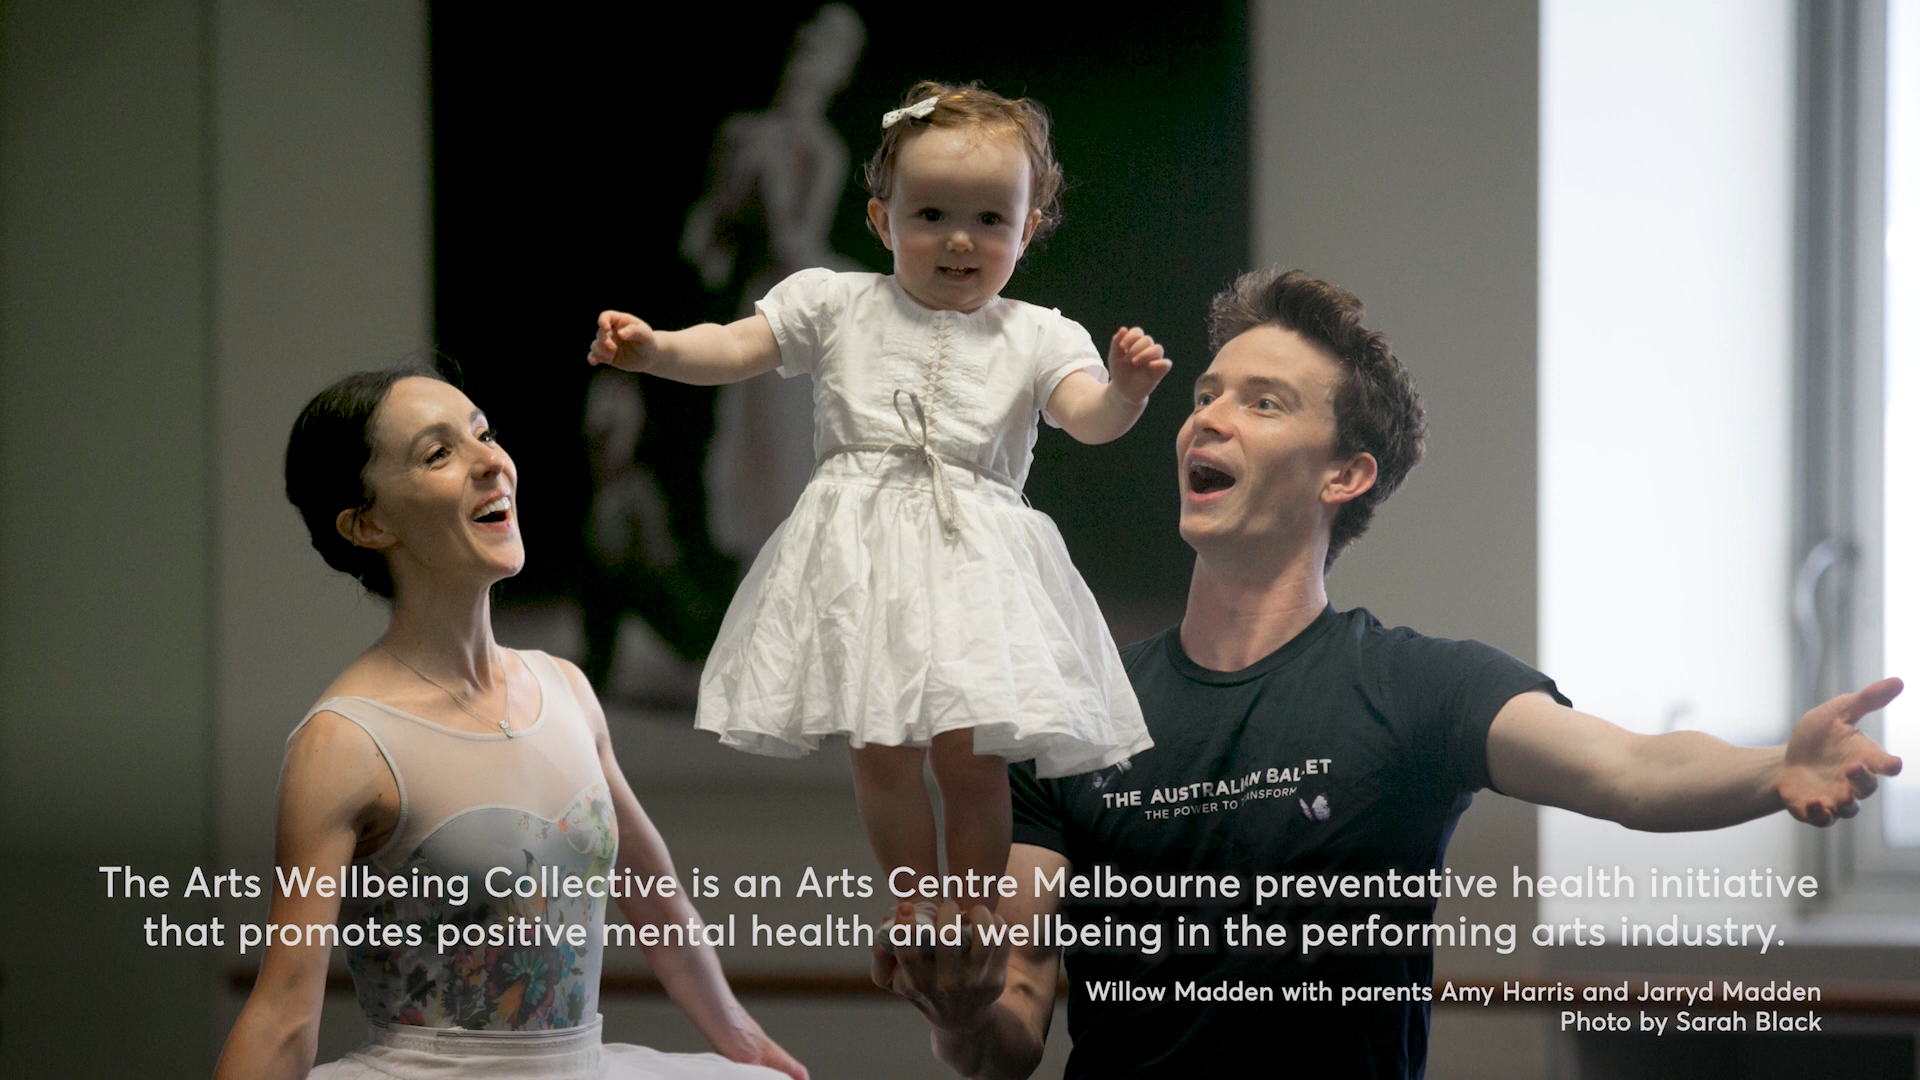 THE AUSTRALIAN BALLET
THE POWER TO TRANSFORM
The Arts Wellbeing Collective is an Arts Centre Melbourne preventative health initiative
that promotes positive mental health and wellbeing in the performing arts industry.
Willow Madden with parents Amy Harris and Jarryd Madden
Photo by Sarah Black